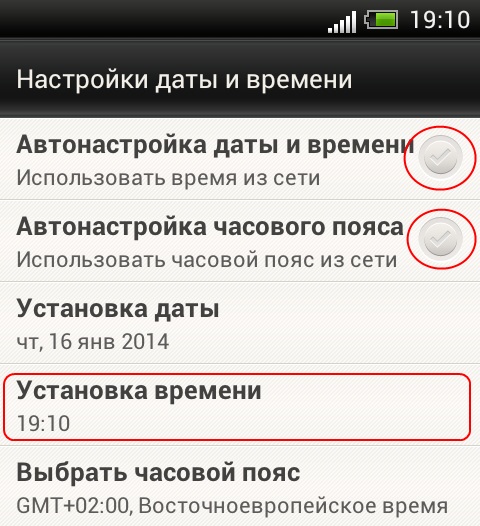 19:10
Настройки даты и времени
Автонастройка даты и времени
Использовать время из сети
Автонастройка часового пояса
Использовать часовой пояс из сети
Установка даты
чт, 16 янв 2014
Установка времени
19:10
Выбрать часовой пояс
GMT+02:00, Восточноевропейское время